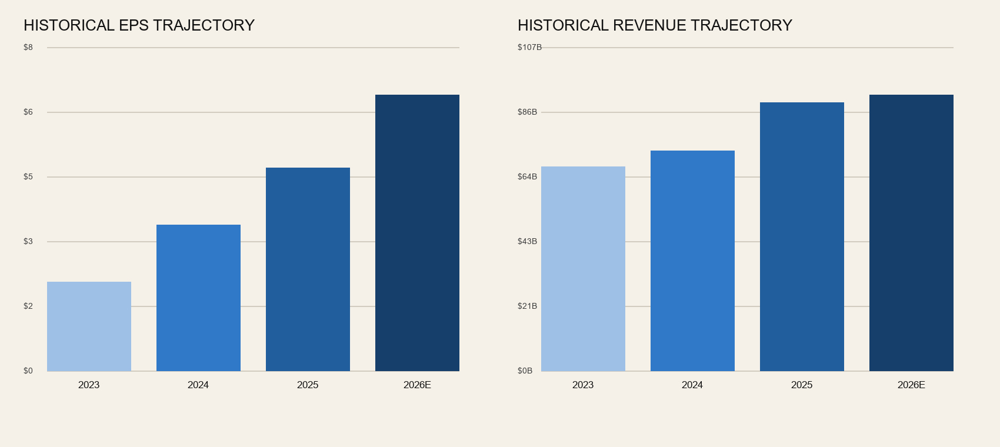 HISTORICAL EPS TRAJECTORY
$8
$6
$5
$3
$2
$0
2023 2024 2025 2026E
HISTORICAL REVENUE TRAJECTORY
$107B
$86B
$64B
$43B
$21B
$0B
2023 2024 2025 2026E